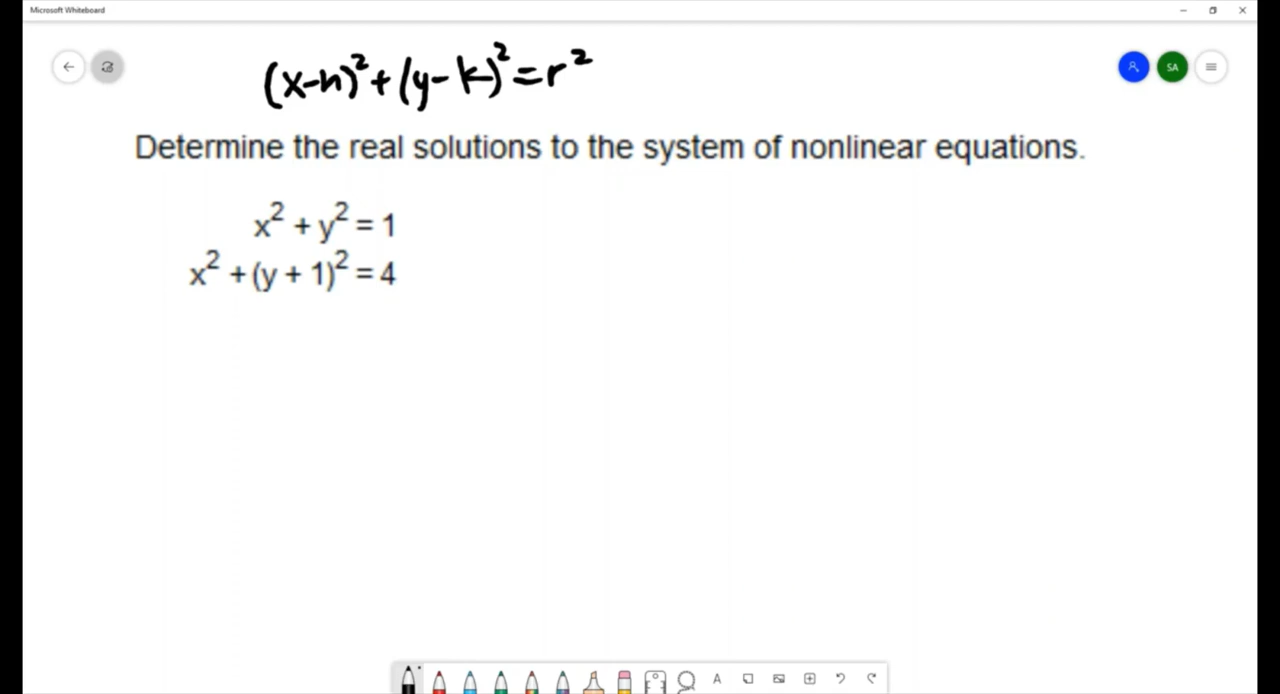 Microsoft Whiteboard
(x-h)²+(y-k)²=r²
SA
Determine the real solutions to the system of nonlinear equations.
x² + y² = 1
x² + (y + 1)² = 4
A